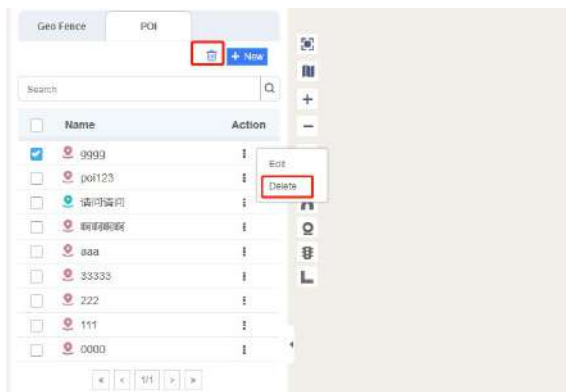 Geo Fence POI
+ New
Search
Name Action
gggg
Edit
poi123
Delete
请问请问
啊啊啊啊
aaa
33333
222
111
0000
« < 1/1 > »